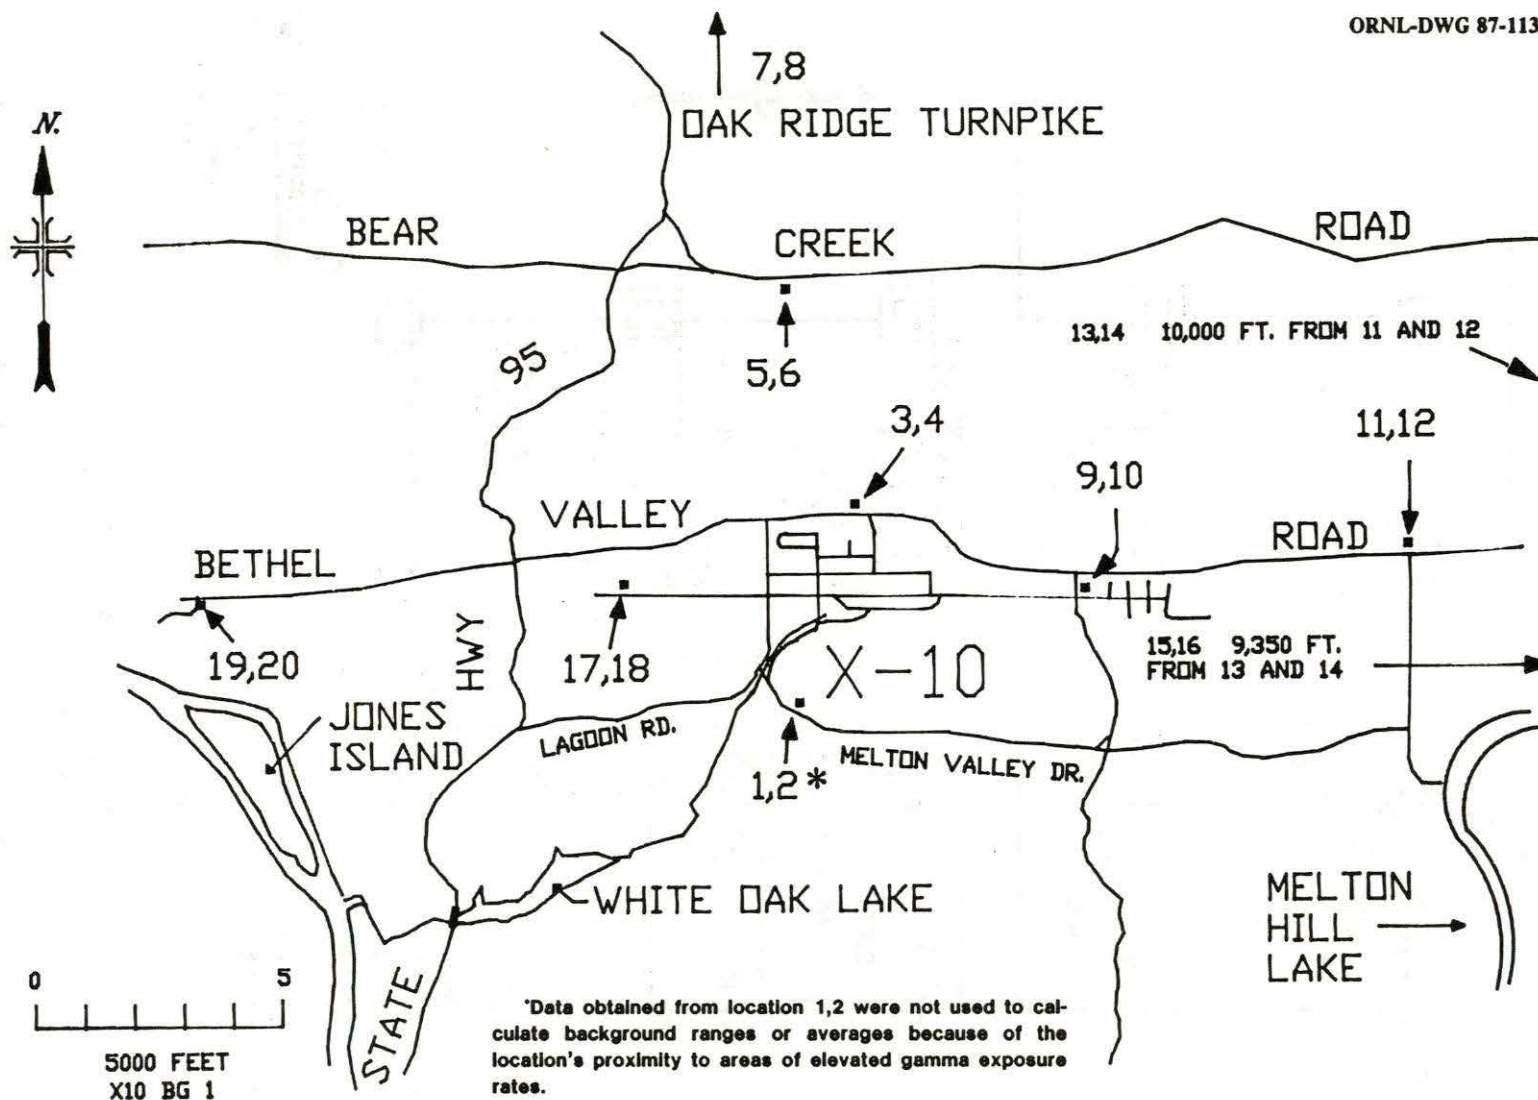 ORNL-DWG 87-113
7,8
OAK RIDGE TURNPIKE
N.
BEAR CREEK ROAD
13,14 10,000 FT. FROM 11 AND 12
95
5,6
3,4
11,12
9,10
BETHEL VALLEY ROAD
HWY
19,20
17,18
X-10
15,16 9,350 FT.
FROM 13 AND 14
JONES
ISLAND
LAGOON RD.
1,2*
MELTON VALLEY DR.
WHITE OAK LAKE
MELTON
HILL
LAKE
STATE
0 5
5000 FEET
X10 BG 1
*Data obtained from location 1,2 were not used to cal-
culate background ranges or averages because of the
location's proximity to areas of elevated gamma exposure
rates.